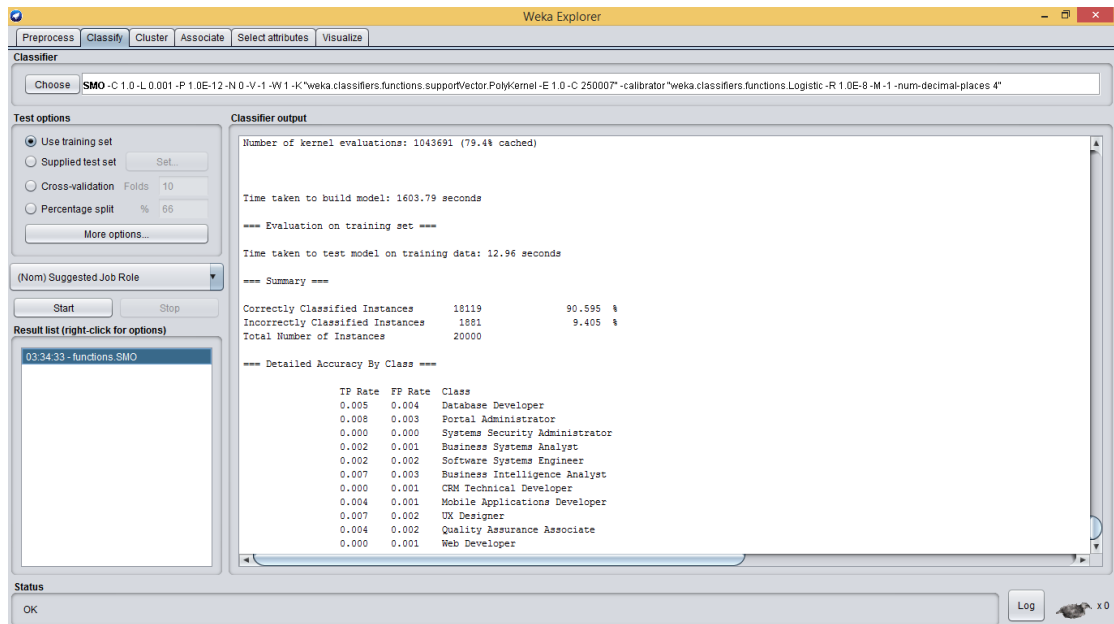 Weka Explorer
Preprocess Classify Cluster Associate Select attributes Visualize
Classifier
Choose SMO -C 1.0 -L 0.001 -P 1.0E-12 -N 0 -V -1 -W 1 -K "weka.classifiers.functions.supportVector.PolyKernel -E 1.0 -C 250007" -calibrator "weka.classifiers.functions.Logistic -R 1.0E-8 -M -1 -num-decimal-places 4"
Test options
Use training set
Supplied test set Set...
Cross-validation Folds 10
Percentage split % 66
More options...
(Nom) Suggested Job Role
Start Stop
Result list (right-click for options)
03:34:33 - functions.SMO
Classifier output
Number of kernel evaluations: 1043691 (79.4% cached)
Time taken to build model: 1603.79 seconds
=== Evaluation on training set ===
Time taken to test model on training data: 12.96 seconds
=== Summary ===
Correctly Classified Instances 18119 90.595 %
Incorrectly Classified Instances 1881 9.405 %
Total Number of Instances 20000
=== Detailed Accuracy By Class ===
TP Rate FP Rate Class
0.005 0.004 Database Developer
0.008 0.003 Portal Administrator
0.000 0.000 Systems Security Administrator
0.002 0.001 Business Systems Analyst
0.002 0.002 Software Systems Engineer
0.007 0.003 Business Intelligence Analyst
0.000 0.001 CRM Technical Developer
0.004 0.001 Mobile Applications Developer
0.007 0.002 UX Designer
0.004 0.002 Quality Assurance Associate
0.000 0.001 Web Developer
Status
OK
Log x 0